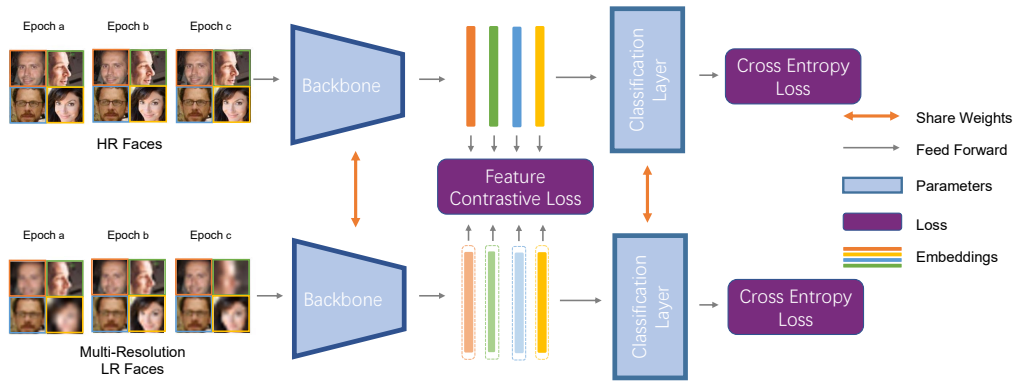 Epoch a
Epoch b
Epoch c
HR Faces
Backbone
Classification
Layer
Cross Entropy
Loss
Feature
Contrastive Loss
Share Weights
Feed Forward
Parameters
Loss
Embeddings
Epoch a
Epoch b
Epoch c
Multi-Resolution
LR Faces
Backbone
Classification
Layer
Cross Entropy
Loss